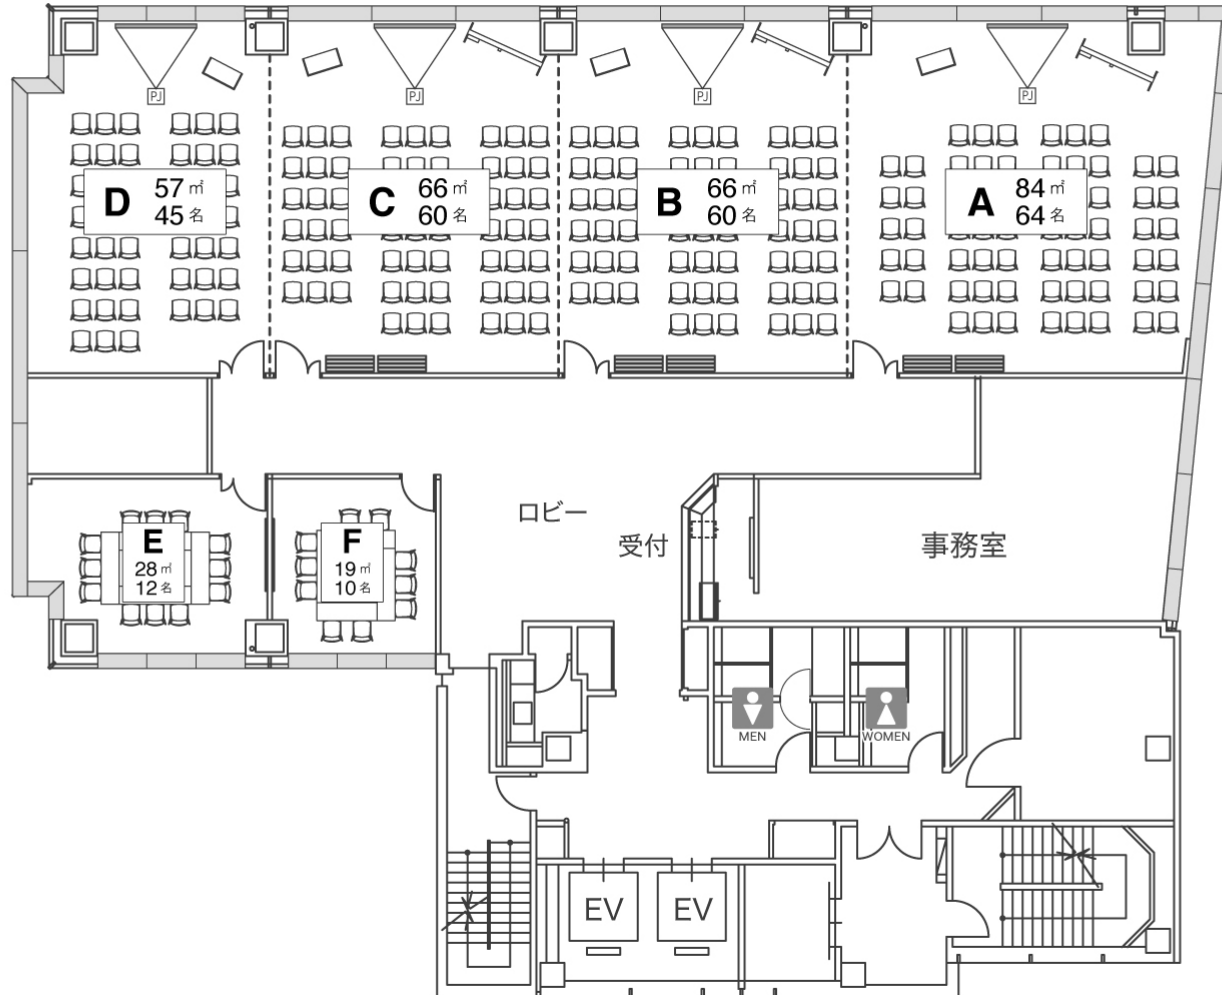 PJ
PJ
PJ
PJ
D 57㎡
45名
C 66㎡
60名
B 66㎡
60名
A 84㎡
64名
E
28㎡
12名
F
19㎡
10名
ロビー
受付
事務室
MEN
WOMEN
EV
EV